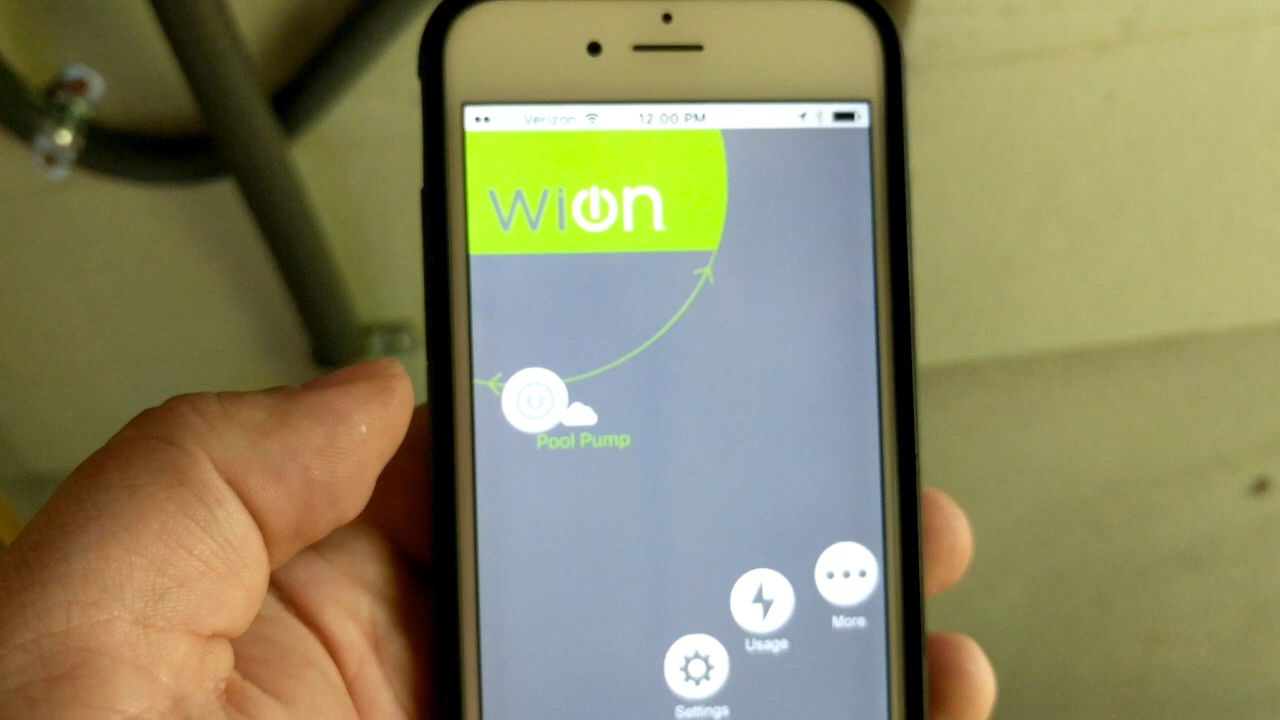 Verizon 12:00 PM
wion
Pool Pump
More
Usage
Settings